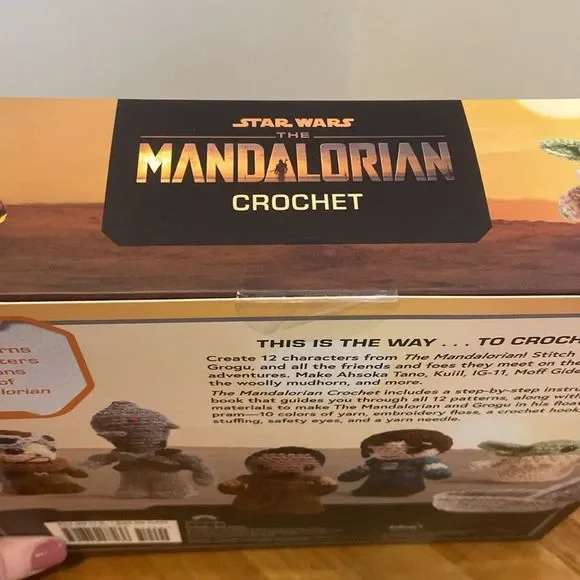 STAR WARS
THE
MANDALORIAN
CROCHET
THIS IS THE WAY . . . TO CROCH
Create 12 characters from The Mandalorian! Stitch
Grogu, and all the friends and foes they meet on the
adventures. Make Ahsoka Tano, Kuiil, IG-11, Moff Gide
the woolly mudhorn, and more.
The Mandalorian Crochet includes a step-by-step instru
book that guides you through all 12 patterns, along with
materials to make The Mandalorian and Grogu in his floa
pram—10 colors of yarn, embroidery floss, a crochet hook
stuffing, safety eyes, and a yarn needle.
rns
ters
ons
of
dalorian